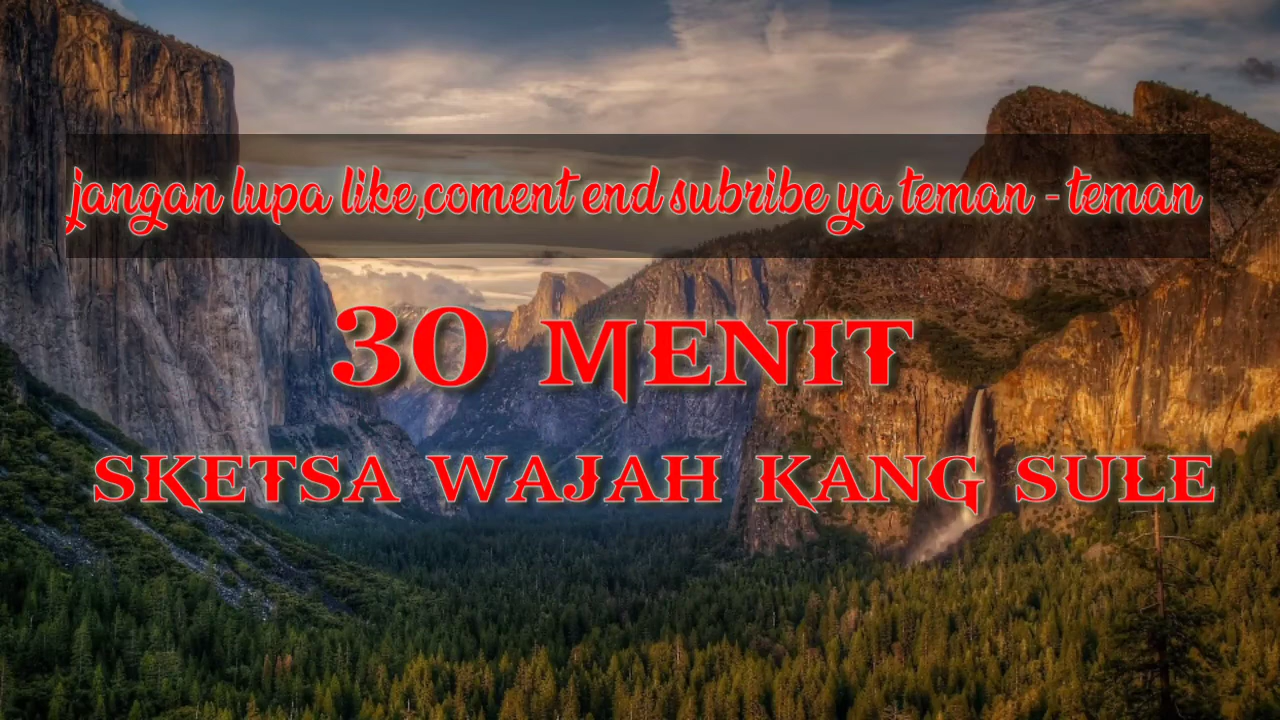 jangan lupa like,coment end subribe ya teman - teman
30 MENIT
SKETSA WAJAH KANG SULE